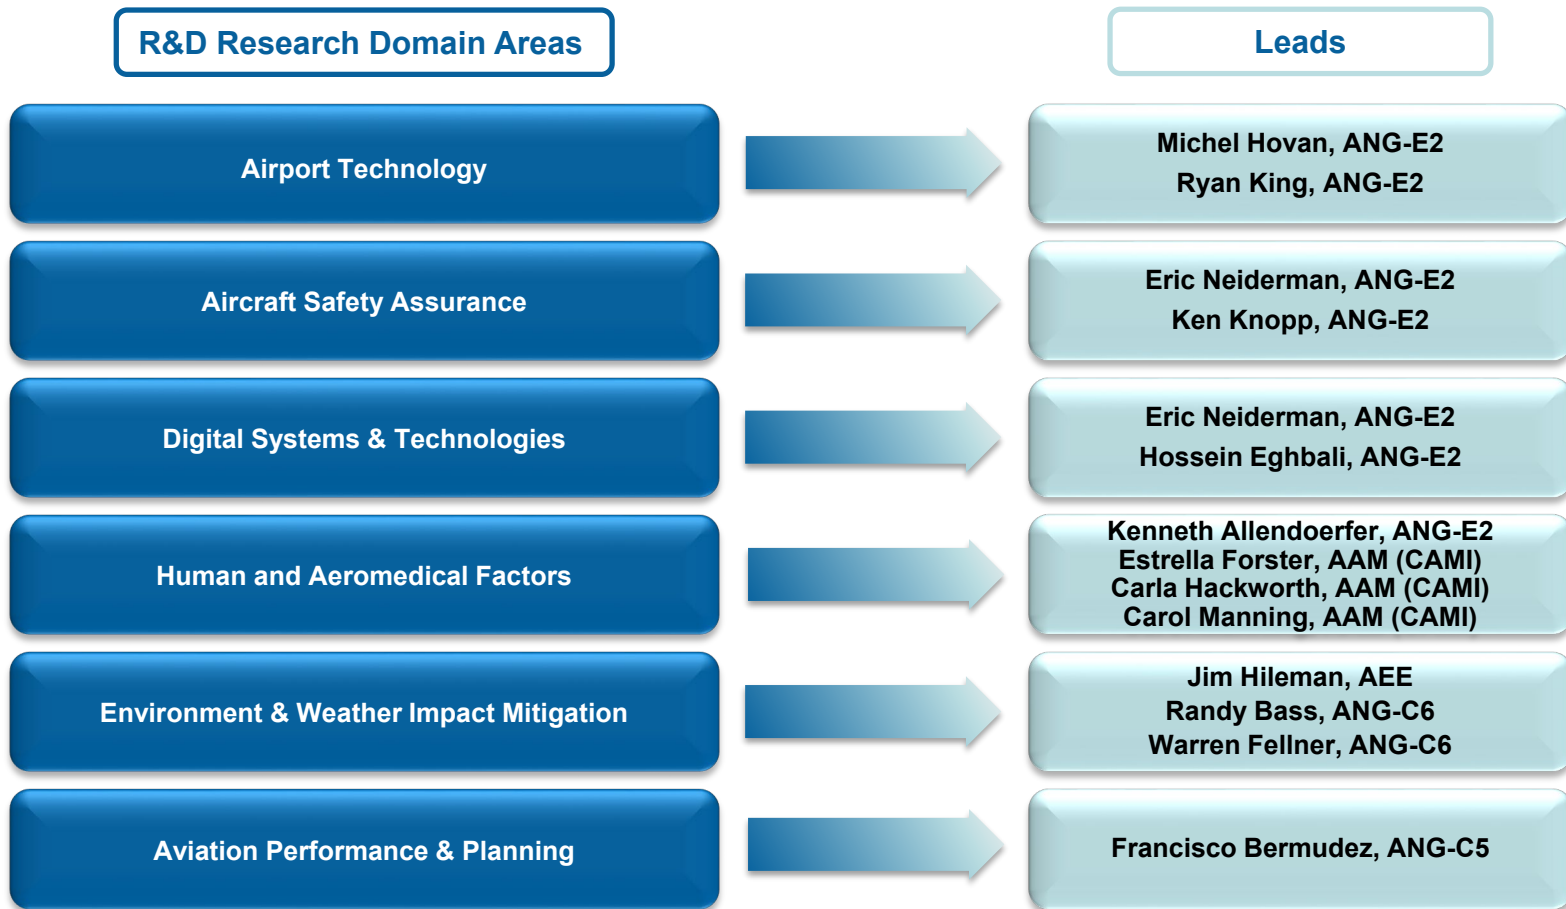 R&D Research Domain Areas
Leads
Airport Technology
Michel Hovan, ANG-E2
Ryan King, ANG-E2
Aircraft Safety Assurance
Eric Neiderman, ANG-E2
Ken Knopp, ANG-E2
Digital Systems & Technologies
Eric Neiderman, ANG-E2
Hossein Eghbali, ANG-E2
Human and Aeromedical Factors
Kenneth Allendoerfer, ANG-E2
Estrella Forster, AAM (CAMI)
Carla Hackworth, AAM (CAMI)
Carol Manning, AAM (CAMI)
Environment & Weather Impact Mitigation
Jim Hileman, AEE
Randy Bass, ANG-C6
Warren Fellner, ANG-C6
Aviation Performance & Planning
Francisco Bermudez, ANG-C5